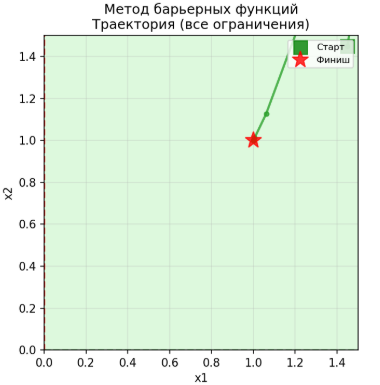 Метод барьерных функций
Траектория (все ограничения)
Старт
Финиш
1.4
1.2
1.0
0.8
0.6
0.4
0.2
0.0
x2
0.0 0.2 0.4 0.6 0.8 1.0 1.2 1.4
x1